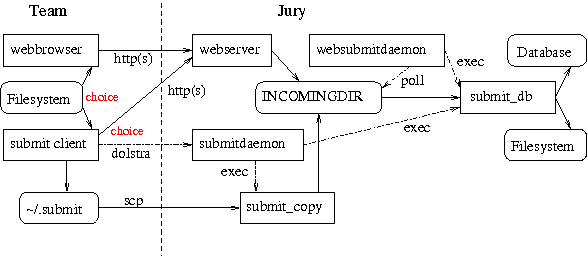 Team
Jury
webbrowser
http(s)
webserver
websubmitdaemon
exec
Database
Filesystem
choice
http(s)
poll
INCOMINGDIR
submit_db
choice
exec
submit client
dolstra
submitdaemon
Filesystem
exec
~/.submit
scp
submit_copy